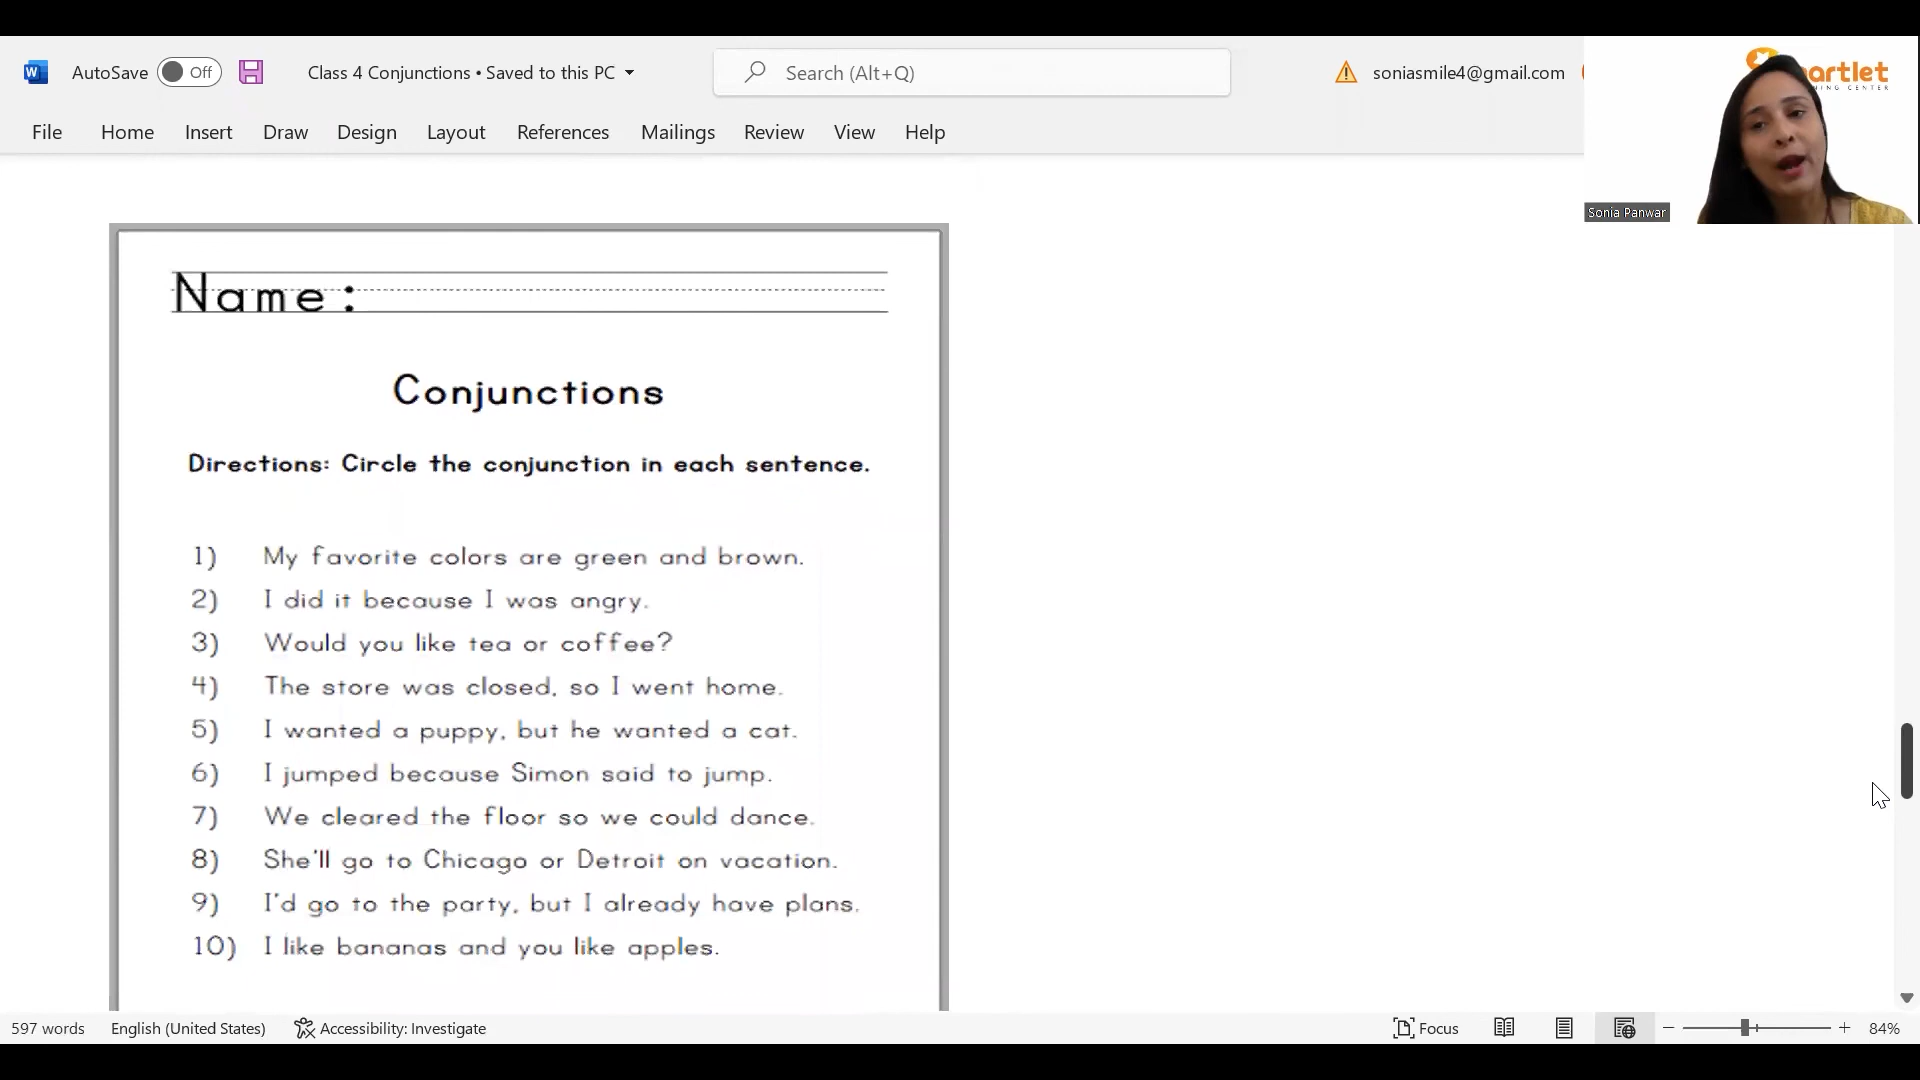 AutoSave Off Class 4 Conjunctions • Saved to this PC Search (Alt+Q) soniasmile4@gmail.com
File Home Insert Draw Design Layout References Mailings Review View Help
Sonia Panwar
Name:
Conjunctions
Directions: Circle the conjunction in each sentence.
1) My favorite colors are green and brown.
2) I did it because I was angry.
3) Would you like tea or coffee?
4) The store was closed, so I went home.
5) I wanted a puppy, but he wanted a cat.
6) I jumped because Simon said to jump.
7) We cleared the floor so we could dance.
8) She'll go to Chicago or Detroit on vacation.
9) I'd go to the party, but I already have plans.
10) I like bananas and you like apples.
597 words English (United States) Accessibility: Investigate Focus 84%